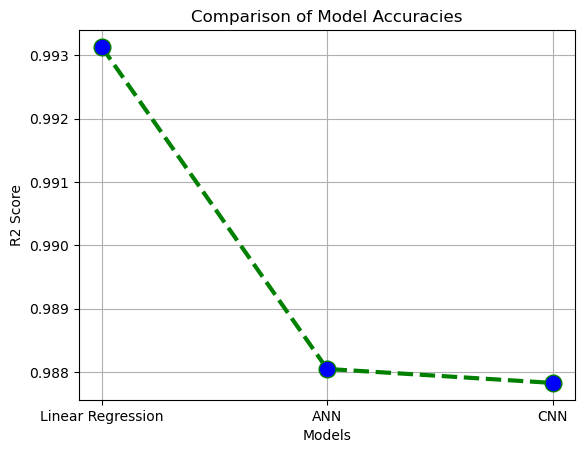 Comparison of Model Accuracies
0.993
0.992
0.991
0.990
0.989
0.988
R2 Score
Linear Regression
ANN
CNN
Models